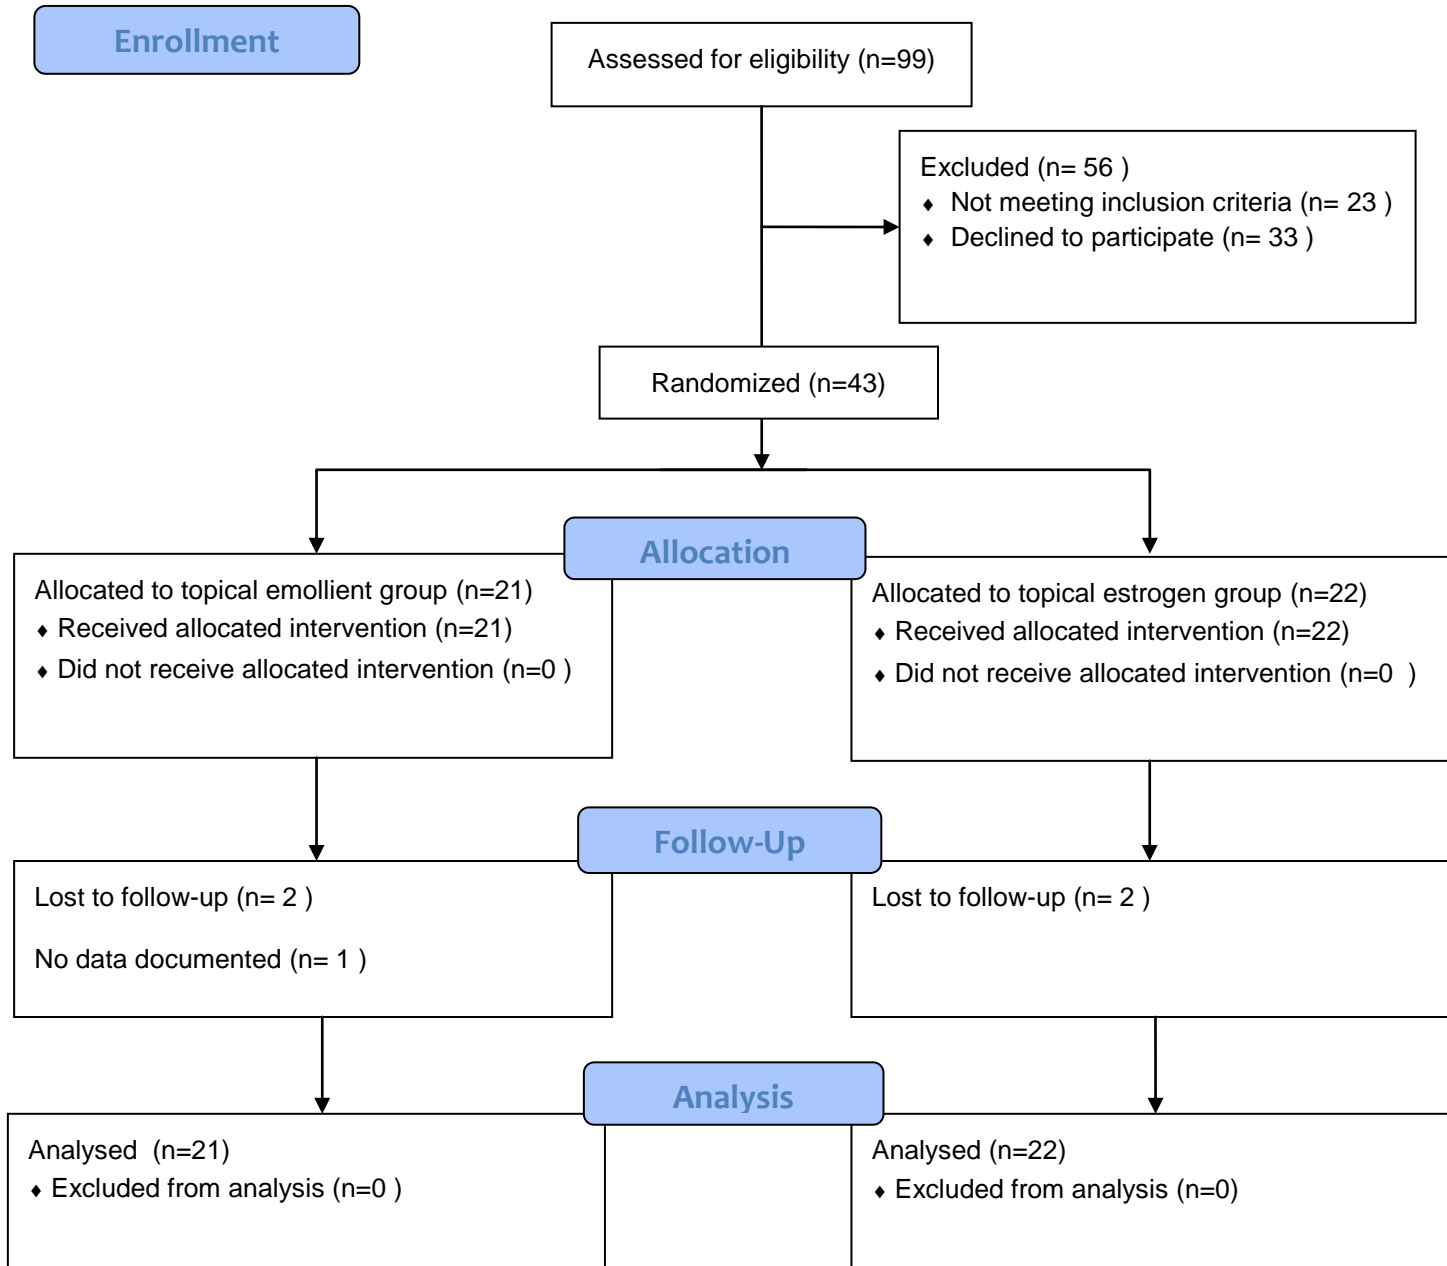 Enrollment
Assessed for eligibility (n=99)
Excluded (n= 56 )
♦ Not meeting inclusion criteria (n= 23 )
♦ Declined to participate (n= 33 )
Randomized (n=43)
Allocation
Allocated to topical emollient group (n=21)
♦ Received allocated intervention (n=21)
♦ Did not receive allocated intervention (n=0 )
Allocated to topical estrogen group (n=22)
♦ Received allocated intervention (n=22)
♦ Did not receive allocated intervention (n=0  )
Follow-Up
Lost to follow-up (n= 2 )
No data documented (n= 1 )
Lost to follow-up (n= 2 )
Analysis
Analysed  (n=21)
♦ Excluded from analysis (n=0 )
Analysed (n=22)
♦ Excluded from analysis (n=0)